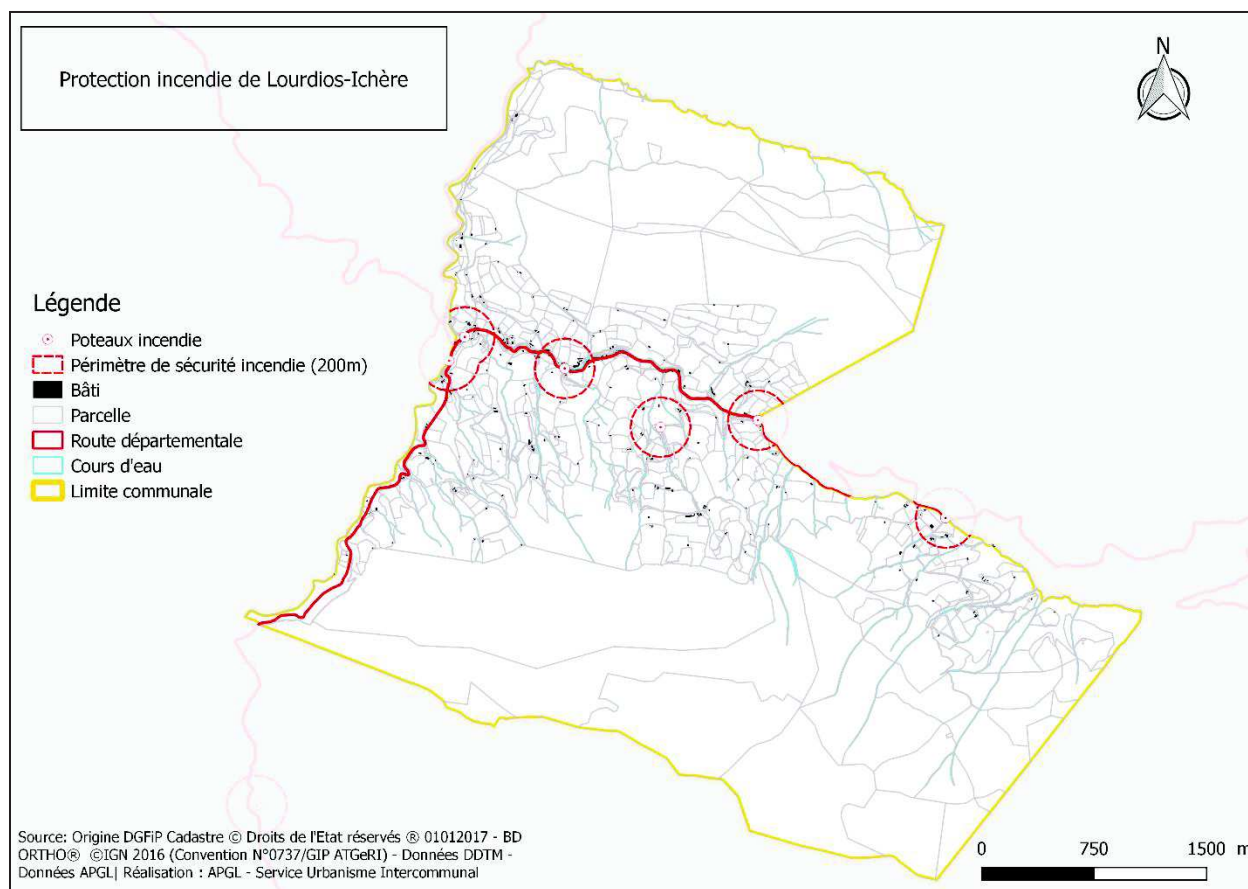 Protection incendie de Lourdios-Ichère
N
Légende
Poteaux incendie
Périmètre de sécurité incendie (200m)
Bâti
Parcelle
Route départementale
Cours d'eau
Limite communale
Source: Origine DGFiP Cadastre © Droits de l'Etat réservés ® 01012017 - BD
ORTHO® ©IGN 2016 (Convention N°0737/GIP ATGeRI) - Données DDTM -
Données APGL| Réalisation : APGL - Service Urbanisme Intercommunal
0 750 1500 m